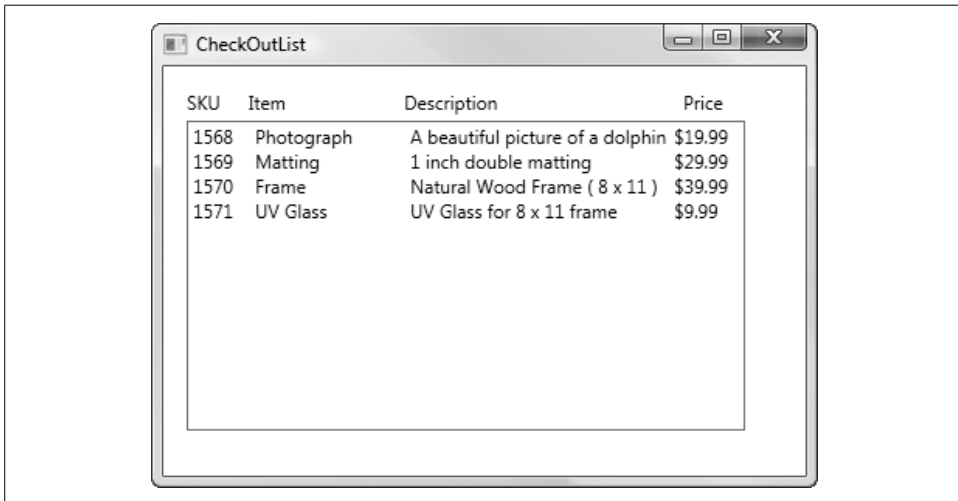 CheckOutList
SKU Item Description Price
1568 Photograph A beautiful picture of a dolphin $19.99
1569 Matting 1 inch double matting $29.99
1570 Frame Natural Wood Frame ( 8 x 11 ) $39.99
1571 UV Glass UV Glass for 8 x 11 frame $9.99